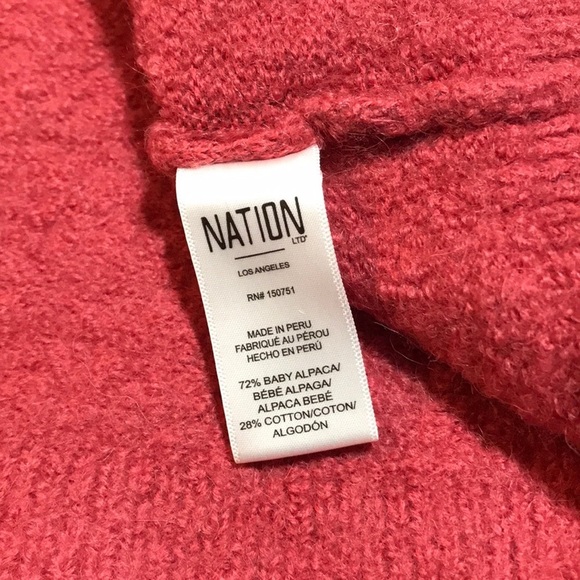 NATION
LTD
LOS ANGELES
RN# 150751
MADE IN PERU
FABRIQUÉ AU PÉROU
HECHO EN PERÚ
72% BABY ALPACA/
BÉBÉ ALPAGA/
ALPACA BEBÉ
28% COTTON/COTON/
ALGODÓN